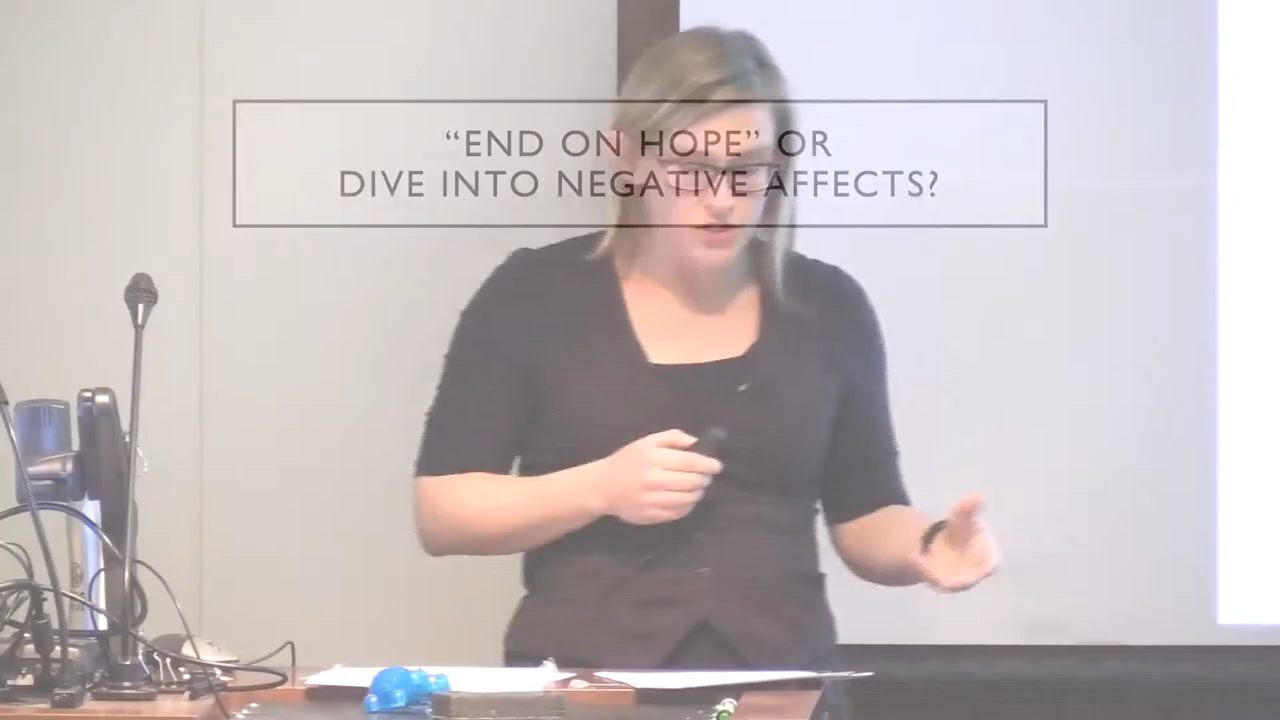 “END ON HOPE” OR
DIVE INTO NEGATIVE AFFECTS?